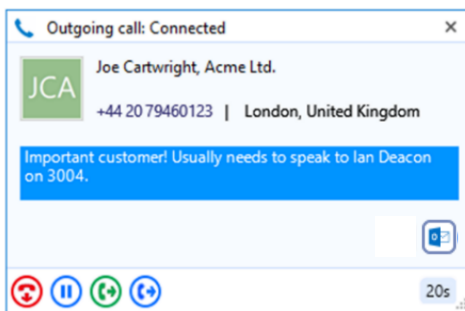 Outgoing call: Connected
JCA
Joe Cartwright, Acme Ltd.
+44 20 79460123 | London, United Kingdom
Important customer! Usually needs to speak to Ian Deacon
on 3004.
20s